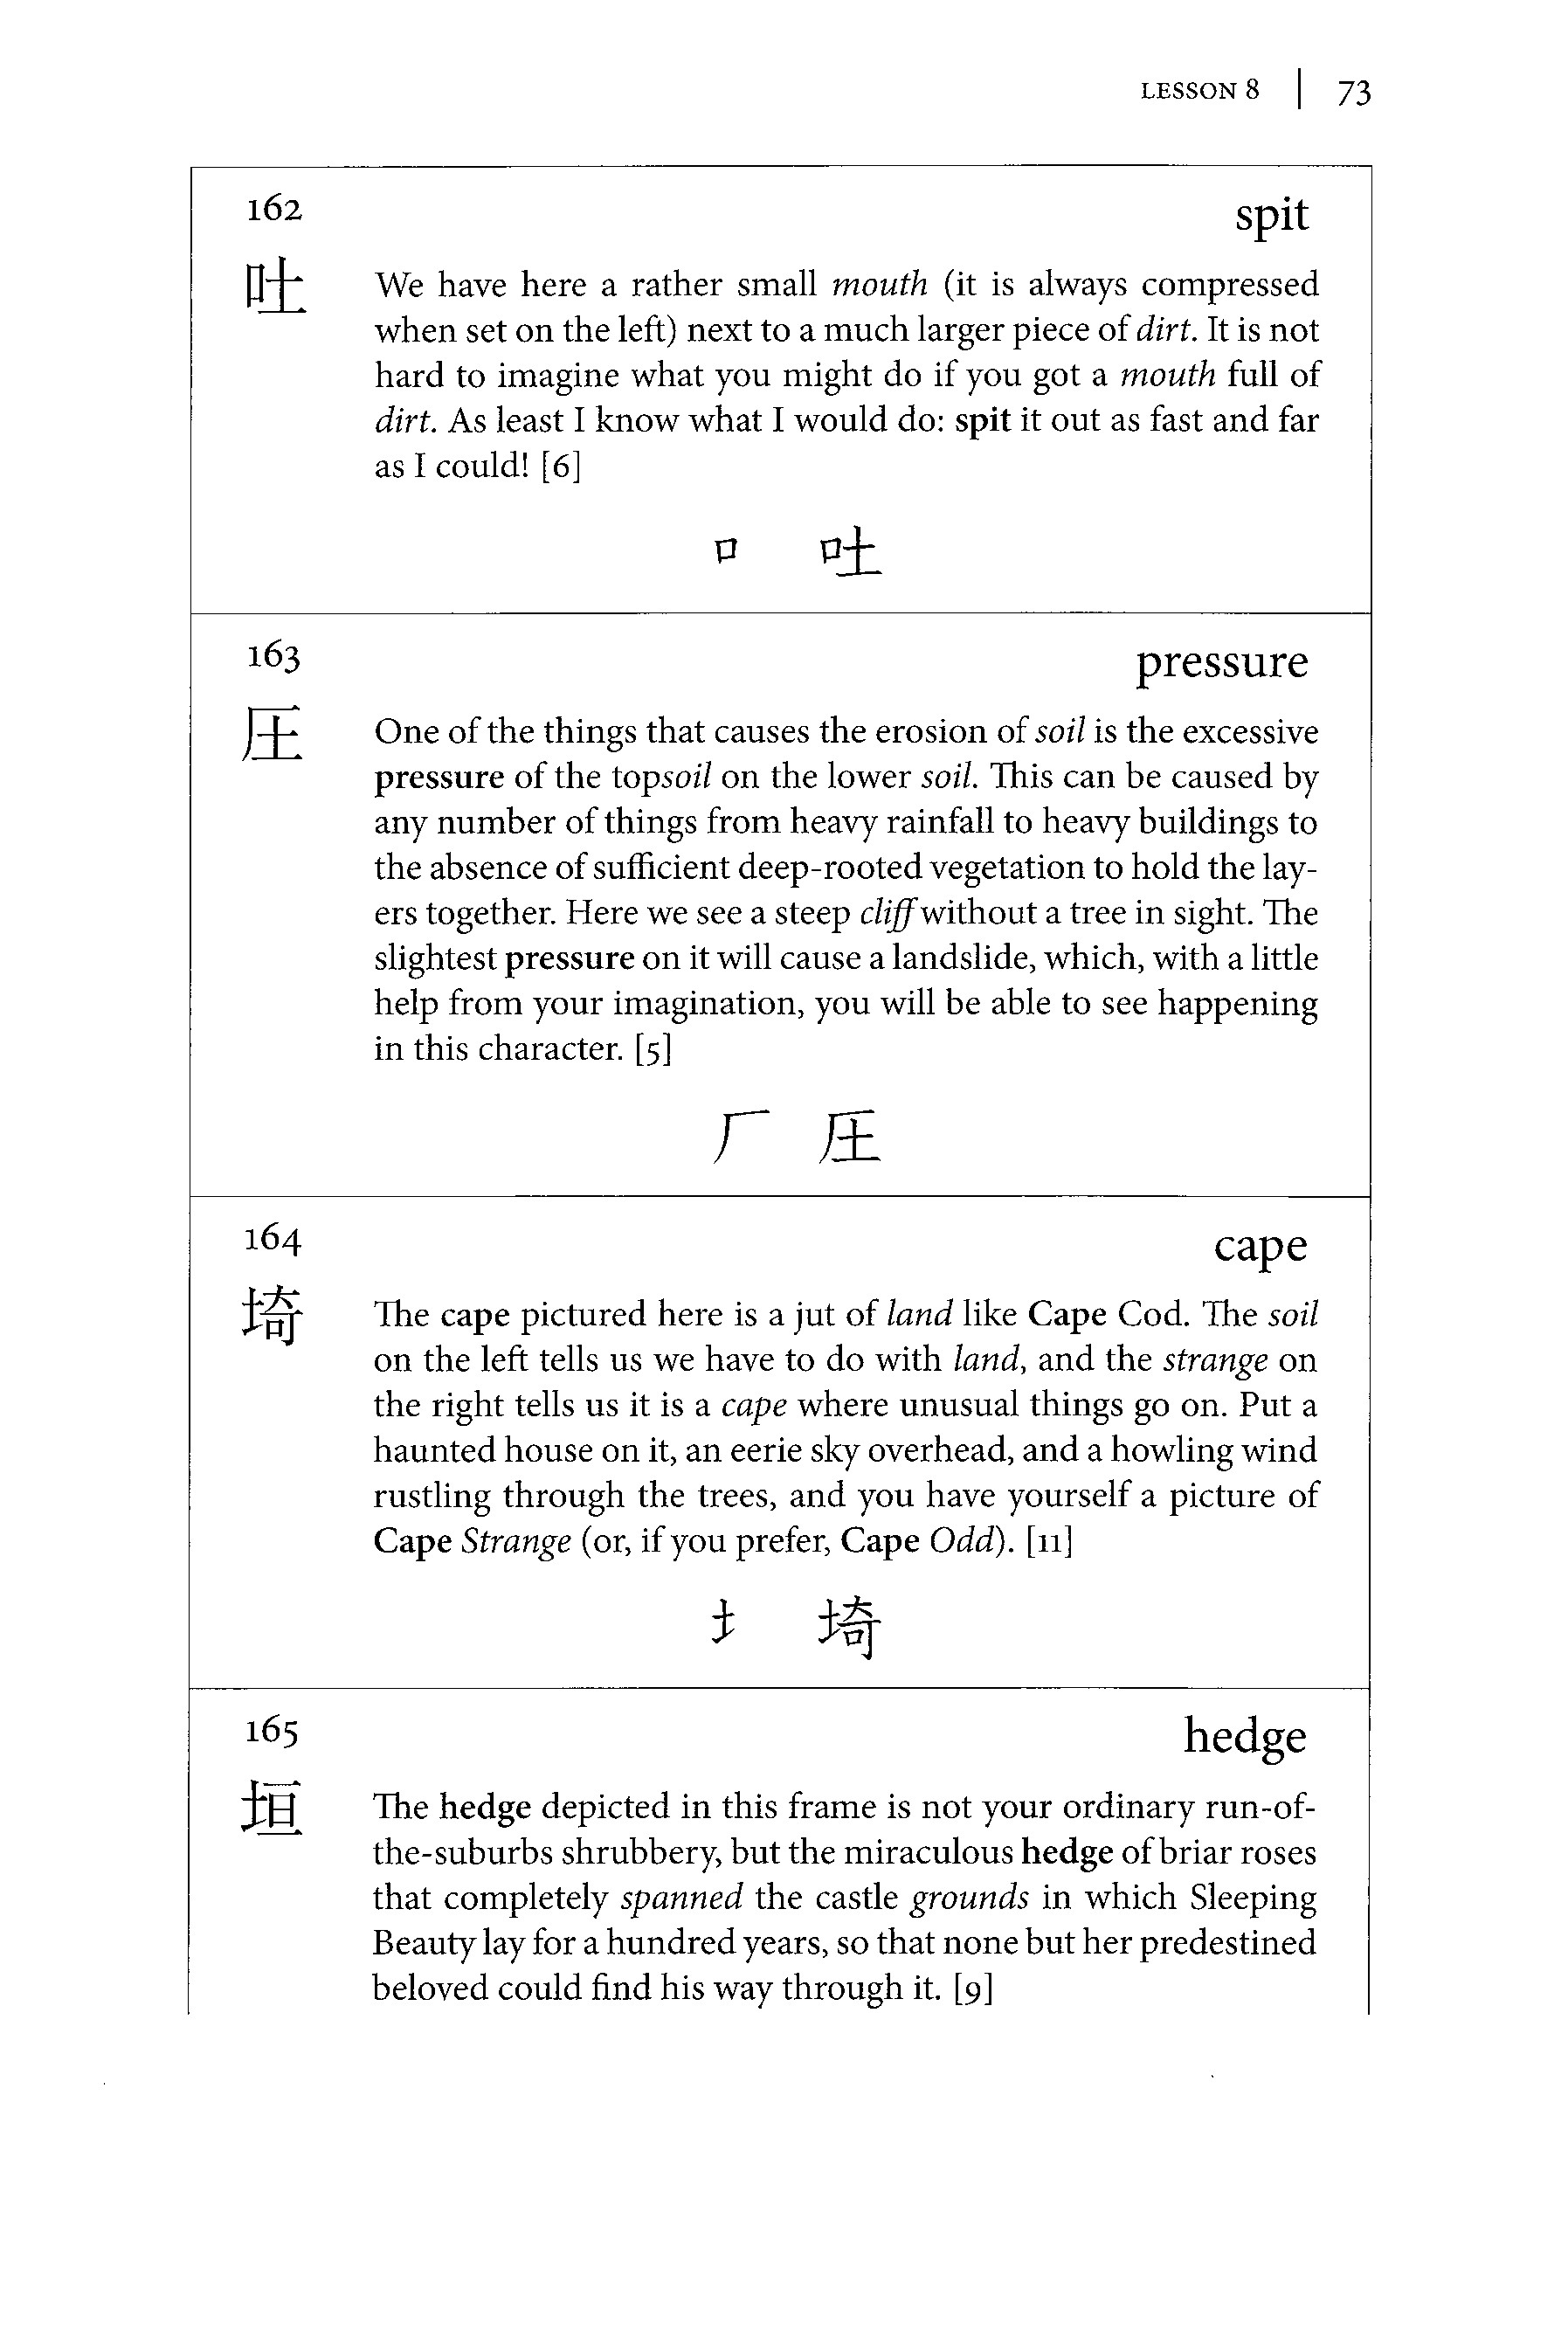 LESSON 8 | 73
162
spit
吐
We have here a rather small mouth (it is always compressed
when set on the left) next to a much larger piece of dirt. It is not
hard to imagine what you might do if you got a mouth full of
dirt. As least I know what I would do: spit it out as fast and far
as I could! [6]
口 吐
163
pressure
圧
One of the things that causes the erosion of soil is the excessive
pressure of the topsoil on the lower soil. This can be caused by
any number of things from heavy rainfall to heavy buildings to
the absence of sufficient deep-rooted vegetation to hold the lay-
ers together. Here we see a steep cliff without a tree in sight. The
slightest pressure on it will cause a landslide, which, with a little
help from your imagination, you will be able to see happening
in this character. [5]
厂 圧
164
cape
埼
The cape pictured here is a jut of land like Cape Cod. The soil
on the left tells us we have to do with land, and the strange on
the right tells us it is a cape where unusual things go on. Put a
haunted house on it, an eerie sky overhead, and a howling wind
rustling through the trees, and you have yourself a picture of
Cape Strange (or, if you prefer, Cape Odd). [11]
土 埼
165
hedge
垣
The hedge depicted in this frame is not your ordinary run-of-
the-suburbs shrubbery, but the miraculous hedge of briar roses
that completely spanned the castle grounds in which Sleeping
Beauty lay for a hundred years, so that none but her predestined
beloved could find his way through it. [9]